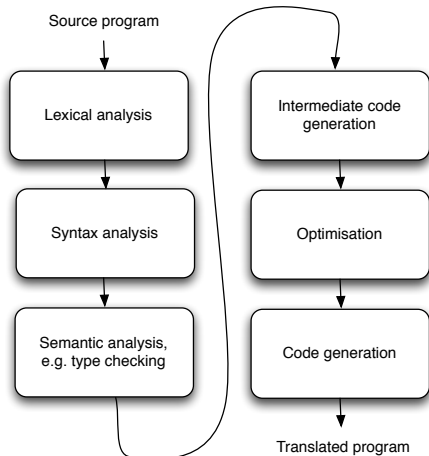 Source program
Lexical analysis
Syntax analysis
Semantic analysis,
e.g. type checking
Intermediate code
generation
Optimisation
Code generation
Translated program